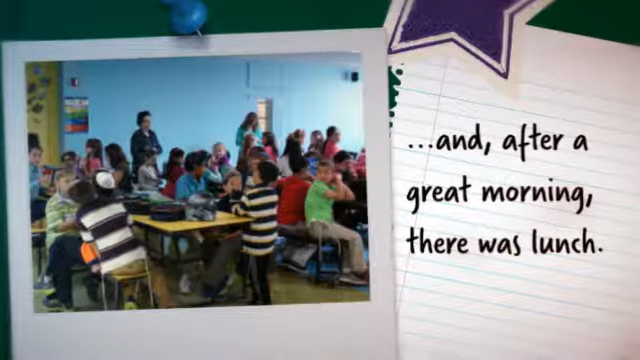 ...and, after a
great morning,
there was lunch.